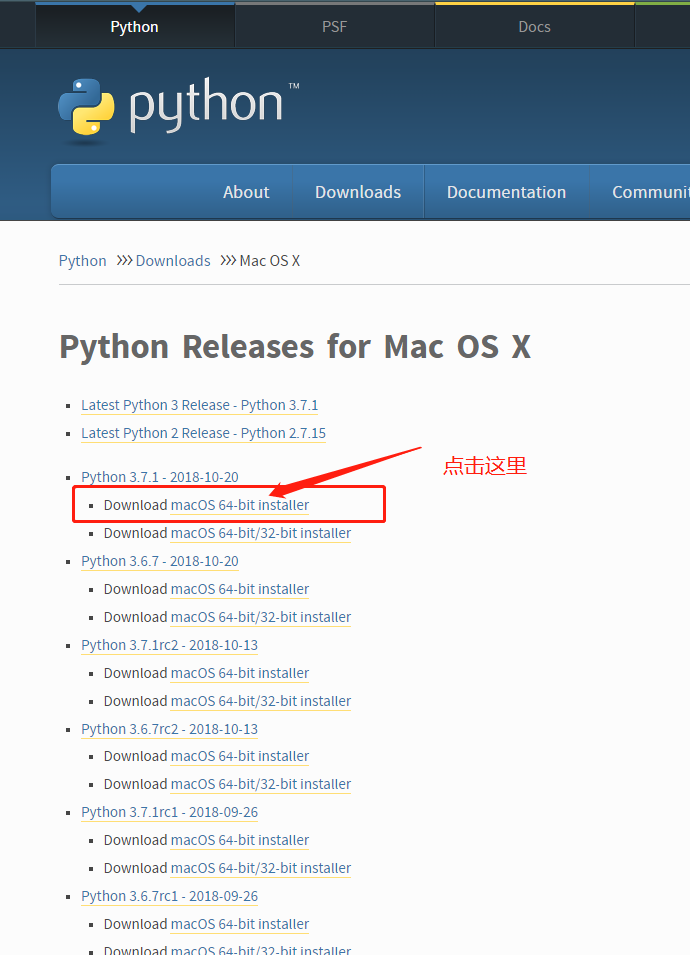 Python PSF Docs
python™
About Downloads Documentation Communit
Python >>> Downloads >>> Mac OS X
Python Releases for Mac OS X
Latest Python 3 Release - Python 3.7.1
Latest Python 2 Release - Python 2.7.15
Python 3.7.1 - 2018-10-20
点击这里
Download macOS 64-bit installer
Download macOS 64-bit/32-bit installer
Python 3.6.7 - 2018-10-20
Download macOS 64-bit installer
Download macOS 64-bit/32-bit installer
Python 3.7.1rc2 - 2018-10-13
Download macOS 64-bit installer
Download macOS 64-bit/32-bit installer
Python 3.6.7rc2 - 2018-10-13
Download macOS 64-bit installer
Download macOS 64-bit/32-bit installer
Python 3.7.1rc1 - 2018-09-26
Download macOS 64-bit installer
Download macOS 64-bit/32-bit installer
Python 3.6.7rc1 - 2018-09-26
Download macOS 64-bit installer
Download macOS 64-bit/32-bit installer